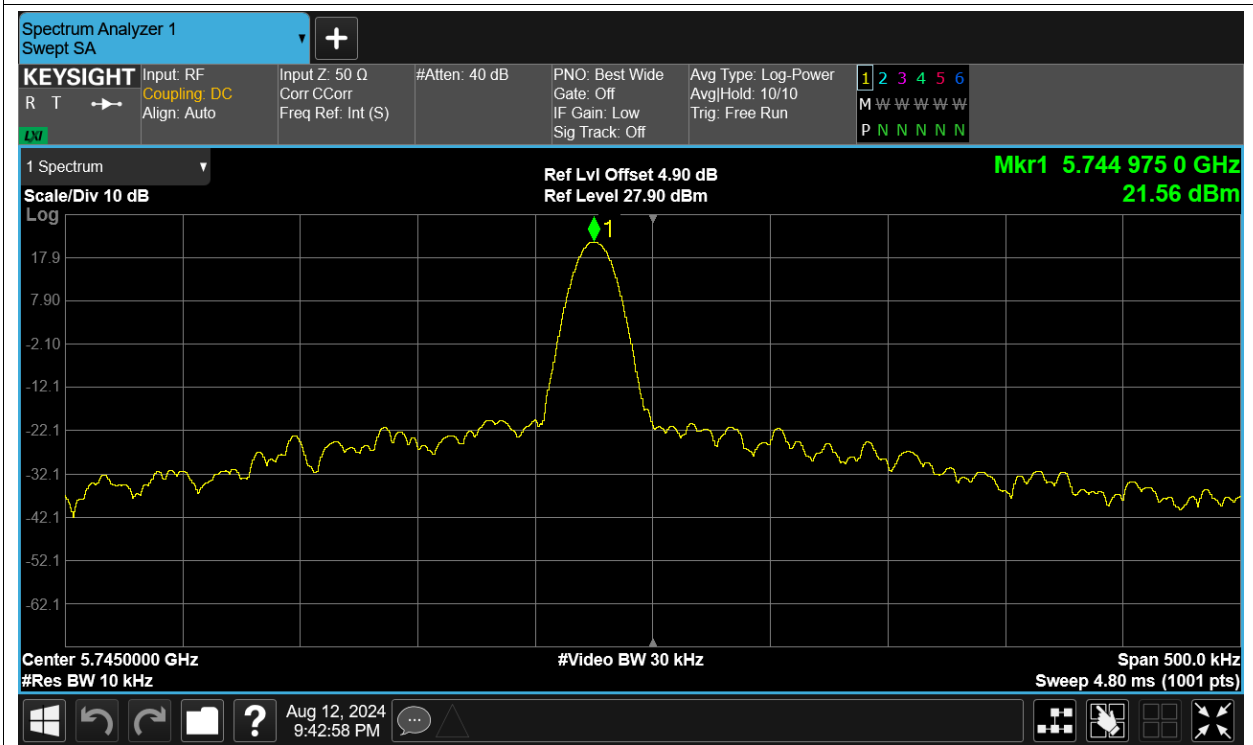 Spectrum Analyzer 1
Swept SA
KEYSIGHT
R T
LXI
Input: RF
Coupling: DC
Align: Auto
Input Z: 50 Ω
Corr CCorr
Freq Ref: Int (S)
#Atten: 40 dB
PNO: Best Wide
Gate: Off
IF Gain: Low
Sig Track: Off
Avg Type: Log-Power
Avg|Hold: 10/10
Trig: Free Run
1 2 3 4 5 6
M W W W W W
P N N N N N
1 Spectrum
Scale/Div 10 dB
Log
Ref Lvl Offset 4.90 dB
Ref Level 27.90 dBm
Mkr1 5.744 975 0 GHz
21.56 dBm
1
17.9
7.90
-2.10
-12.1
-22.1
-32.1
-42.1
-52.1
-62.1
Center 5.7450000 GHz
#Res BW 10 kHz
#Video BW 30 kHz
Span 500.0 kHz
Sweep 4.80 ms (1001 pts)
?
Aug 12, 2024
9:42:58 PM